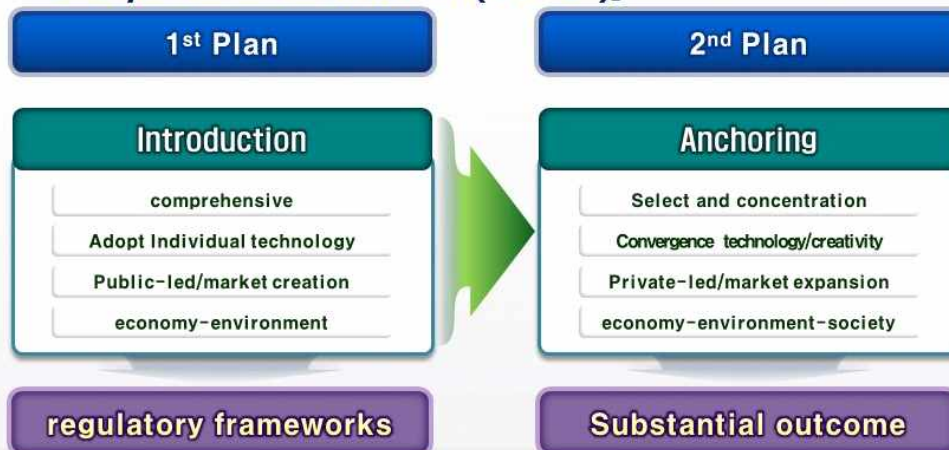 1st Plan
2nd Plan
Introduction
comprehensive
Adopt Individual technology
Public-led/market creation
economy-environment
Anchoring
Select and concentration
Convergence technology/creativity
Private-led/market expansion
economy-environment-society
regulatory frameworks
Substantial outcome